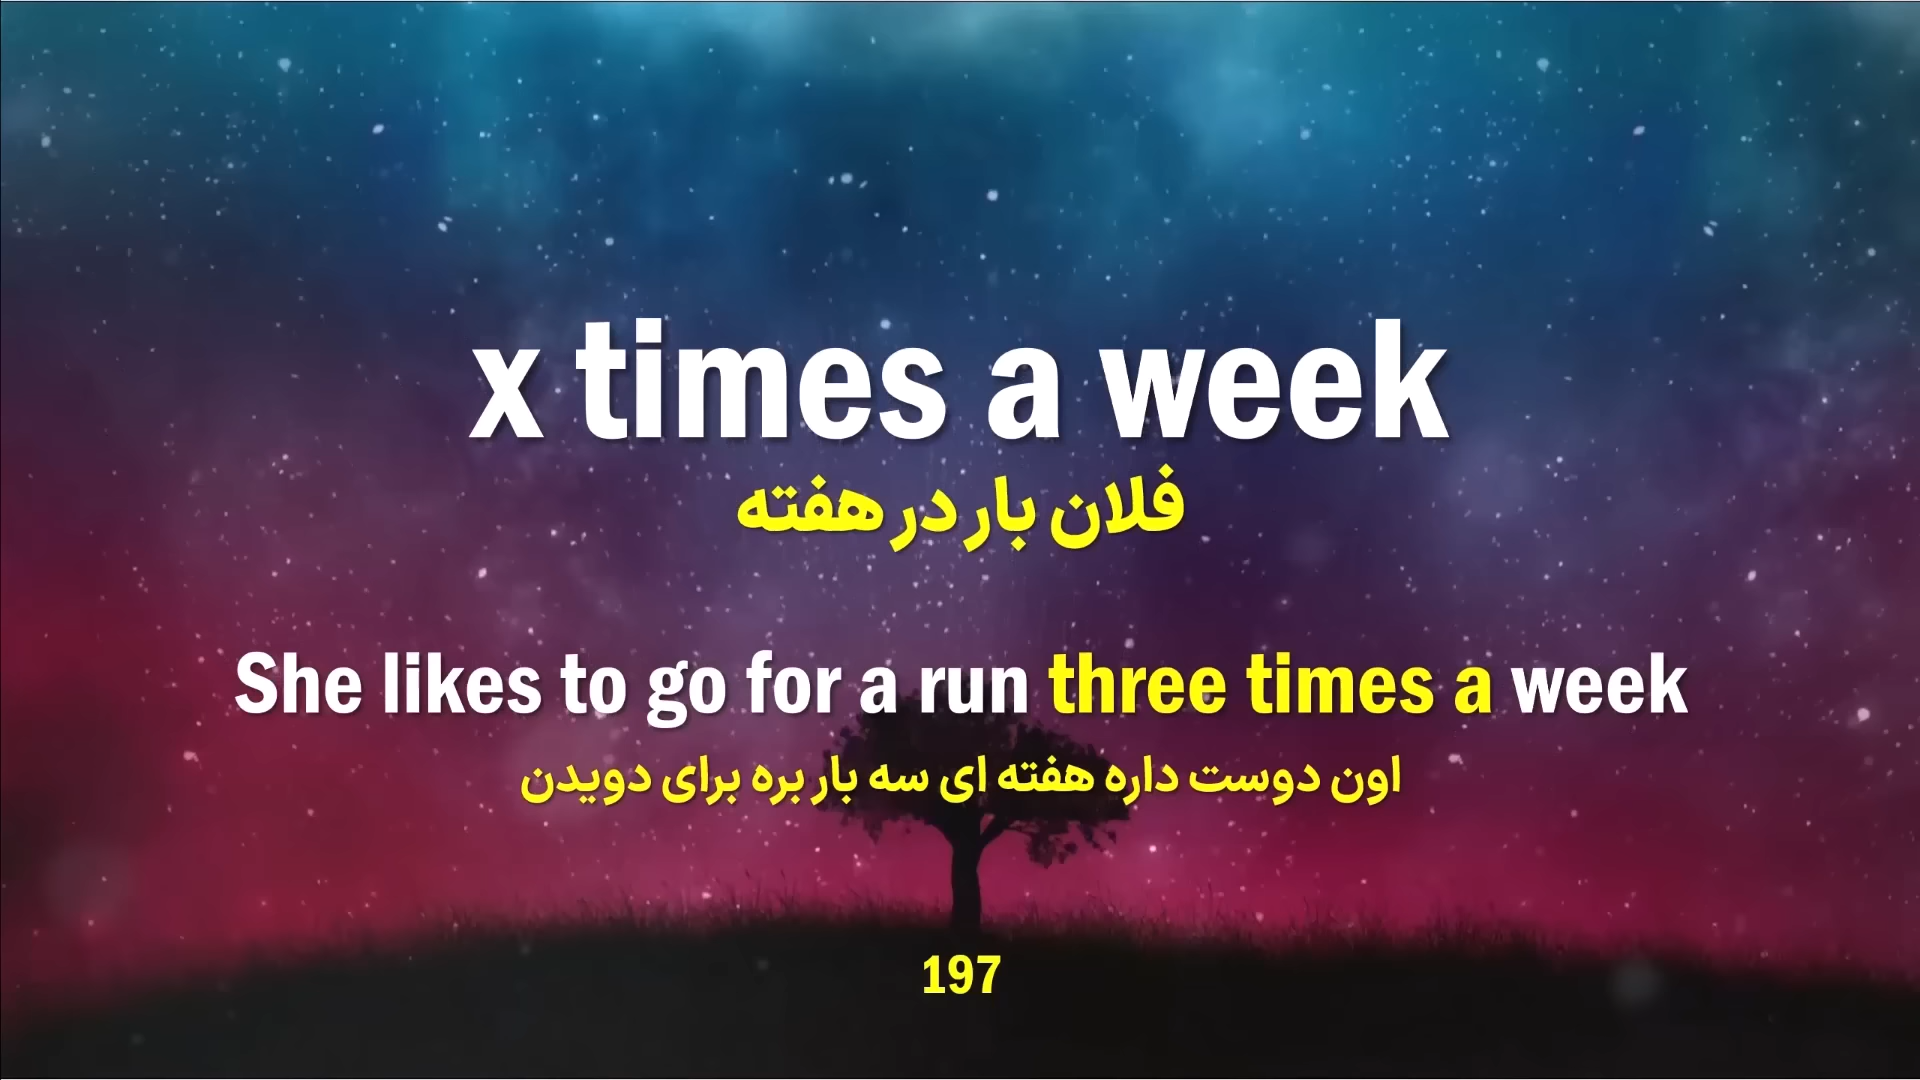 x times a week
فلان بار در هفته
She likes to go for a run three times a week
اون دوست داره هفته ای سه بار بره برای دویدن
197